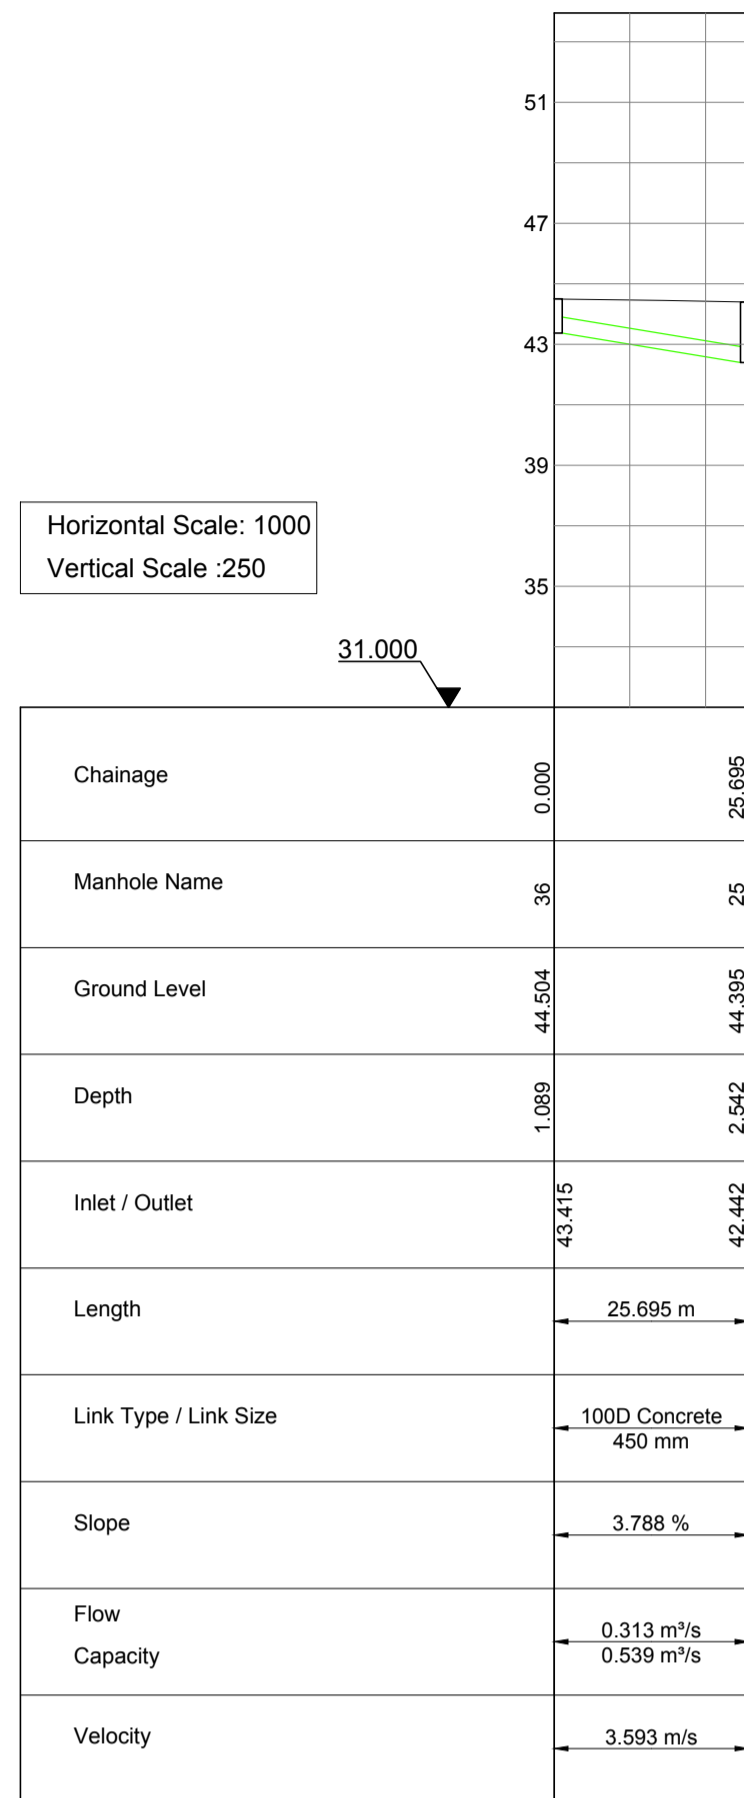 51
47
43
39
35
Horizontal Scale: 1000
Vertical Scale :250
31.000
Chainage
0.000
25.695
Manhole Name
36
25
Ground Level
44.504
44.395
Depth
1.089
2.542
Inlet / Outlet
43.415
42.442
Length
25.695 m
Link Type / Link Size
100D Concrete
450 mm
Slope
3.788 %
Flow
0.313 m³/s
Capacity
0.539 m³/s
Velocity
3.593 m/s